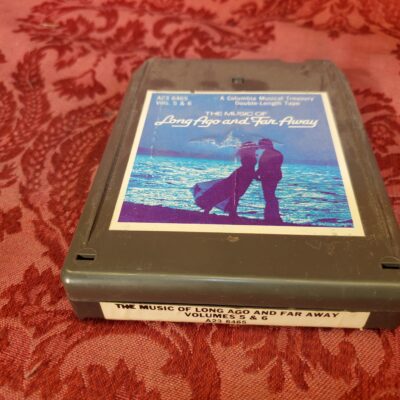 A23 6465
VOL. 5 & 6
A Columbia Musical Treasury
Double-Length Tape
THE MUSIC OF
Long Ago and Far Away
THE MUSIC OF LONG AGO AND FAR AWAY
VOLUMES 5 & 6
A23 6465